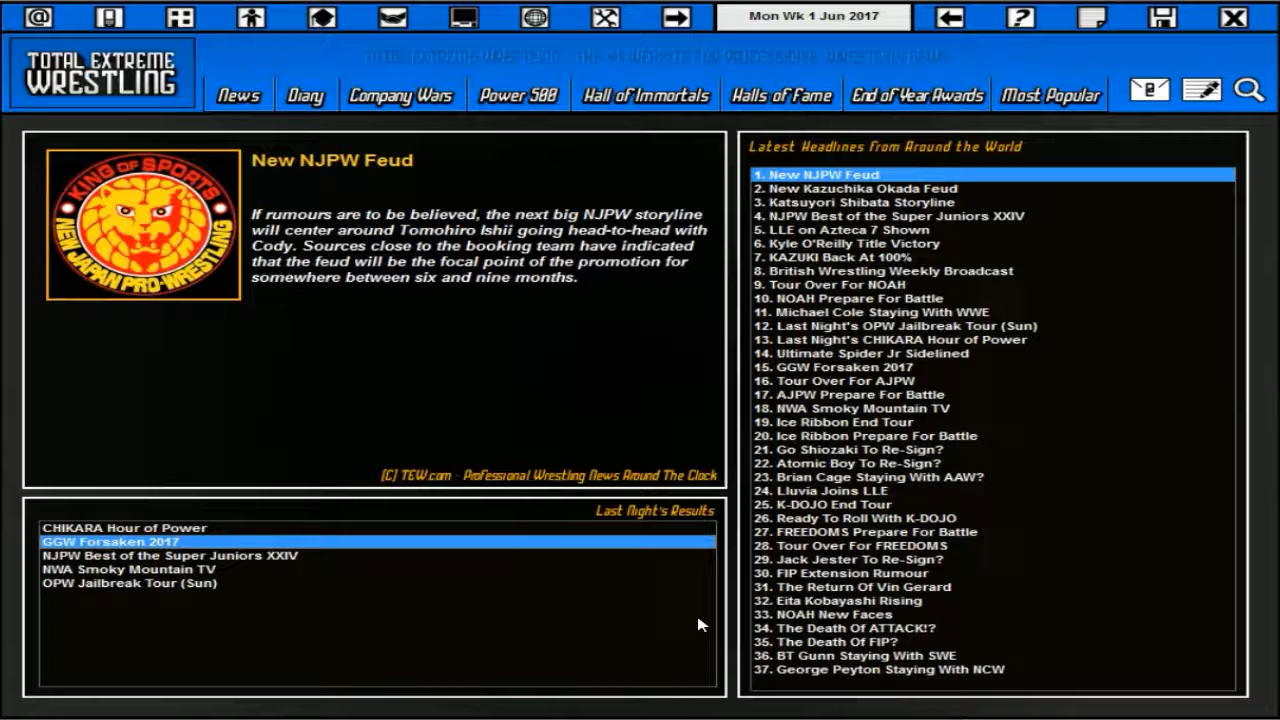 Mon Wk 1 Jun 2017
TOTAL EXTREME WRESTLING - THE #1 WEBSITE FOR PROFESSIONAL WRESTLING NEWS
TOTAL EXTREME
WRESTLING
News
Diary
Company Wars
Power 500
Hall of Immortals
Halls of Fame
End of Year Awards
Most Popular
KING OF SPORTS
NEW JAPAN PRO-WRESTLING
New NJPW Feud
If rumours are to be believed, the next big NJPW storyline
will center around Tomohiro Ishii going head-to-head with
Cody. Sources close to the booking team have indicated
that the feud will be the focal point of the promotion for
somewhere between six and nine months.
(C) TEW.com - Professional Wrestling News Around The Clock
Last Night's Results
CHIKARA Hour of Power
GGW Forsaken 2017
NJPW Best of the Super Juniors XXIV
NWA Smoky Mountain TV
OPW Jailbreak Tour (Sun)
Latest Headlines From Around the World
1. New NJPW Feud
2. New Kazuchika Okada Feud
3. Katsuyori Shibata Storyline
4. NJPW Best of the Super Juniors XXIV
5. LLE on Azteca 7 Shown
6. Kyle O'Reilly Title Victory
7. KAZUKI Back At 100%
8. British Wrestling Weekly Broadcast
9. Tour Over For NOAH
10. NOAH Prepare For Battle
11. Michael Cole Staying With WWE
12. Last Night's OPW Jailbreak Tour (Sun)
13. Last Night's CHIKARA Hour of Power
14. Ultimate Spider Jr Sidelined
15. GGW Forsaken 2017
16. Tour Over For AJPW
17. AJPW Prepare For Battle
18. NWA Smoky Mountain TV
19. Ice Ribbon End Tour
20. Ice Ribbon Prepare For Battle
21. Go Shiozaki To Re-Sign?
22. Atomic Boy To Re-Sign?
23. Brian Cage Staying With AAW?
24. Lluvia Joins LLE
25. K-DOJO End Tour
26. Ready To Roll With K-DOJO
27. FREEDOMS Prepare For Battle
28. Tour Over For FREEDOMS
29. Jack Jester To Re-Sign?
30. FIP Extension Rumour
31. The Return Of Vin Gerard
32. Eita Kobayashi Rising
33. NOAH New Faces
34. The Death Of ATTACK!?
35. The Death Of FIP?
36. BT Gunn Staying With SWE
37. George Peyton Staying With NCW